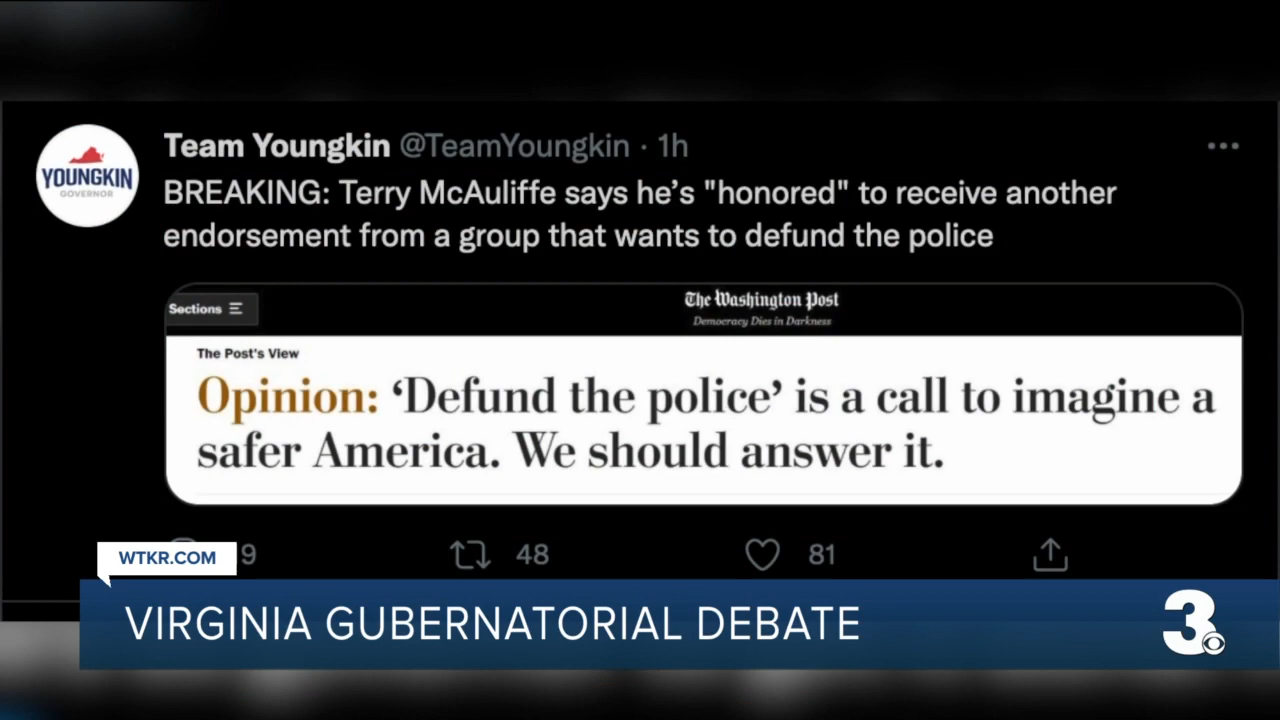 Team Youngkin @TeamYoungkin · 1h
YOUNGKIN
GOVERNOR
BREAKING: Terry McAuliffe says he's "honored" to receive another
endorsement from a group that wants to defund the police
Sections
The Washington Post
Democracy Dies in Darkness
The Post's View
Opinion: ‘Defund the police’ is a call to imagine a
safer America. We should answer it.
9 48 81
WTKR.COM
VIRGINIA GUBERNATORIAL DEBATE
3